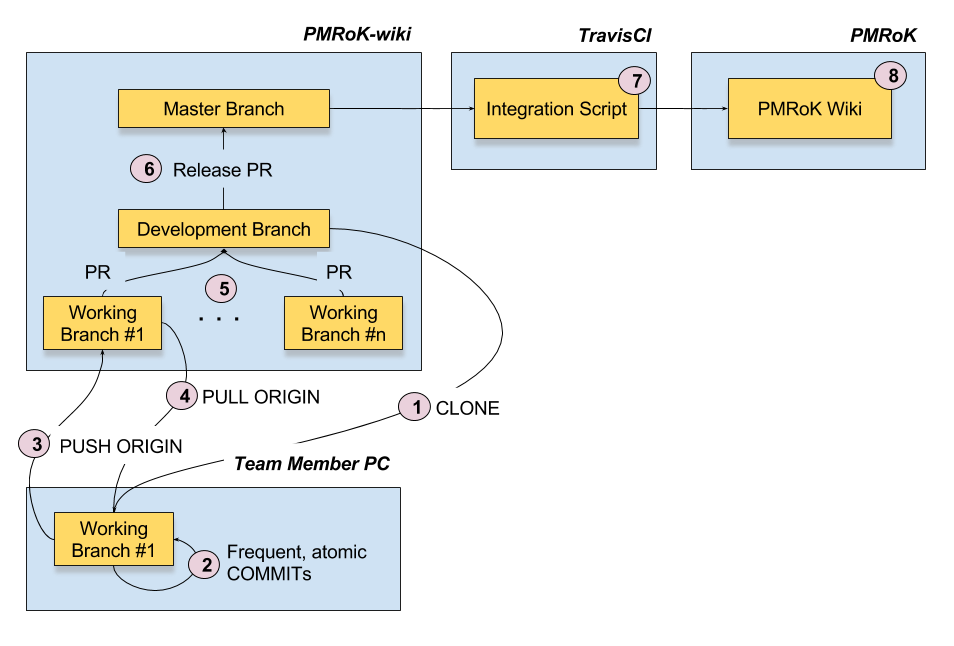 PMRoK-wiki
TravisCI
PMRoK
Master Branch
7
Integration Script
8
PMRoK Wiki
6
Release PR
Development Branch
PR
PR
5
Working
Branch #1
. . .
Working
Branch #n
4
PULL ORIGIN
1
CLONE
3
PUSH ORIGIN
Team Member PC
Working
Branch #1
2
Frequent, atomic
COMMITs